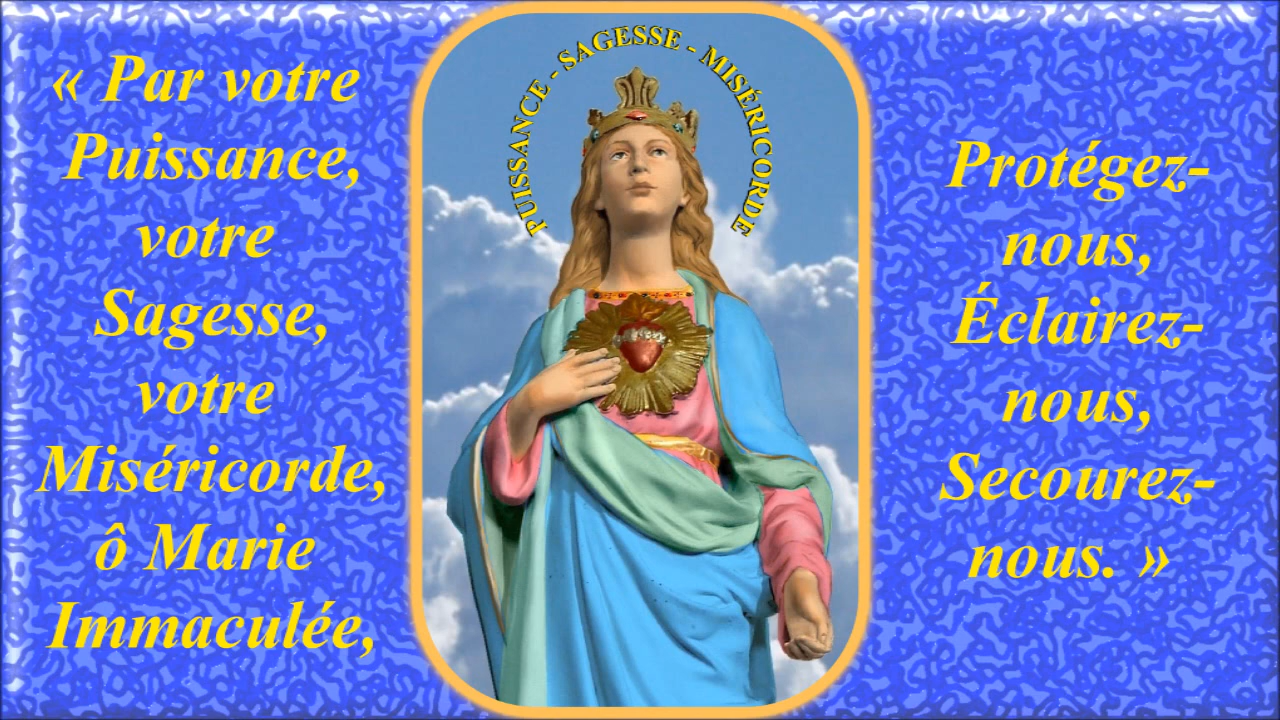 « Par votre
Puissance,
votre
Sagesse,
votre
Miséricorde,
ô Marie
Immaculée,
PUISSANCE - SAGESSE - MISÉRICORDE
Protégez-
nous,
Éclairez-
nous,
Secourez-
nous. »